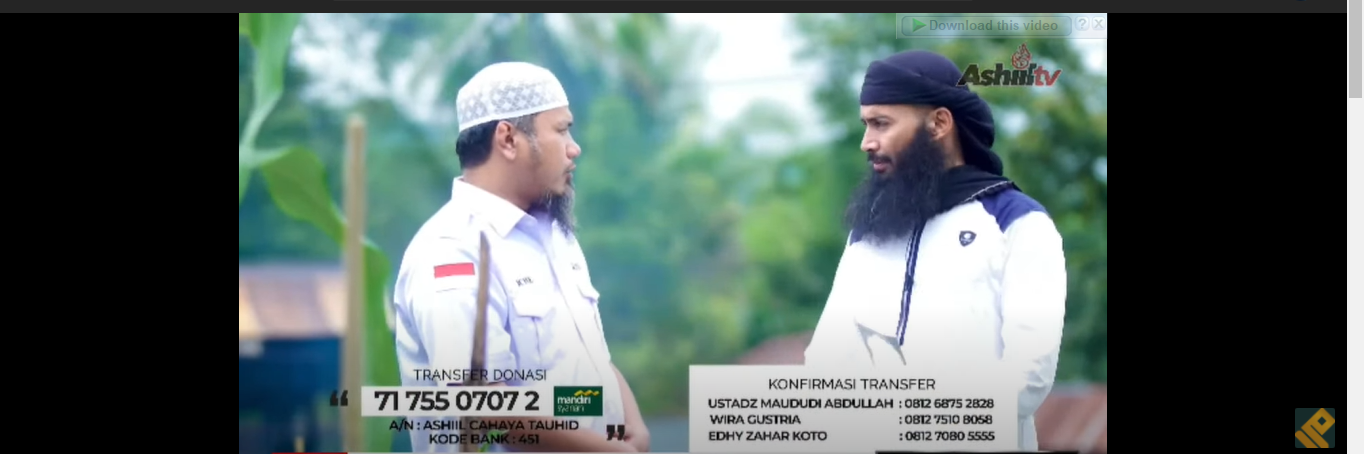 Download this video
Ashiil tv
TRANSFER DONASI
71 755 0707 2
mandiri
syariah
A/N : ASHIIL CAHAYA TAUHID
KODE BANK : 451
KONFIRMASI TRANSFER
USTADZ MAUDUDI ABDULLAH : 0812 6875 2828
WIRA GUSTRIA : 0812 7510 8058
EDHY ZAHAR KOTO : 0812 7080 5555